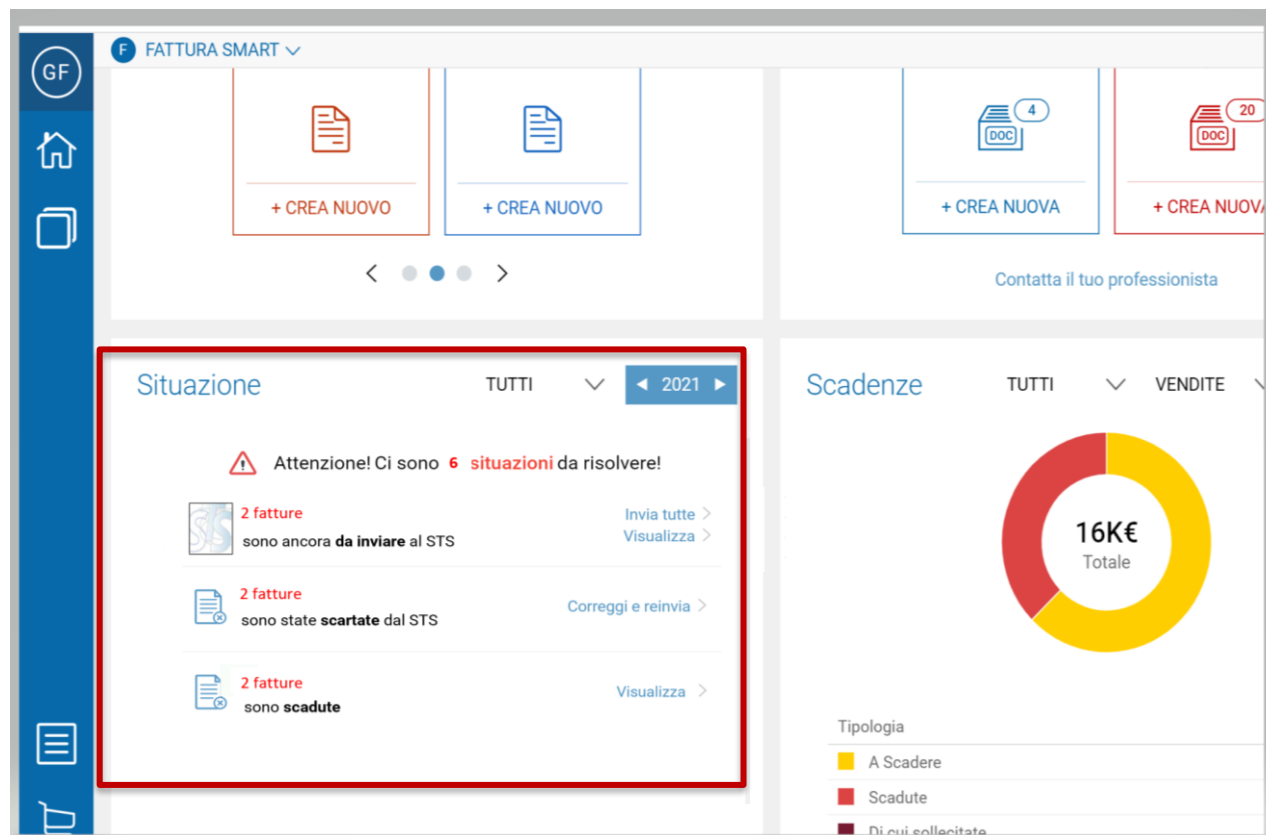 GF
F FATTURA SMART
+ CREA NUOVO
+ CREA NUOVO
4
DOC
20
DOC
+ CREA NUOVA
+ CREA NUOVA
Contatta il tuo professionista
Situazione
TUTTI
2021
Attenzione! Ci sono 6 situazioni da risolvere!
STS
2 fatture
sono ancora da inviare al STS
Invia tutte
Visualizza
2 fatture
sono state scartate dal STS
Correggi e reinvia
2 fatture
sono scadute
Visualizza
Scadenze
TUTTI
VENDITE
16K€
Totale
Tipologia
A Scadere
Scadute
Di cui sollecitate